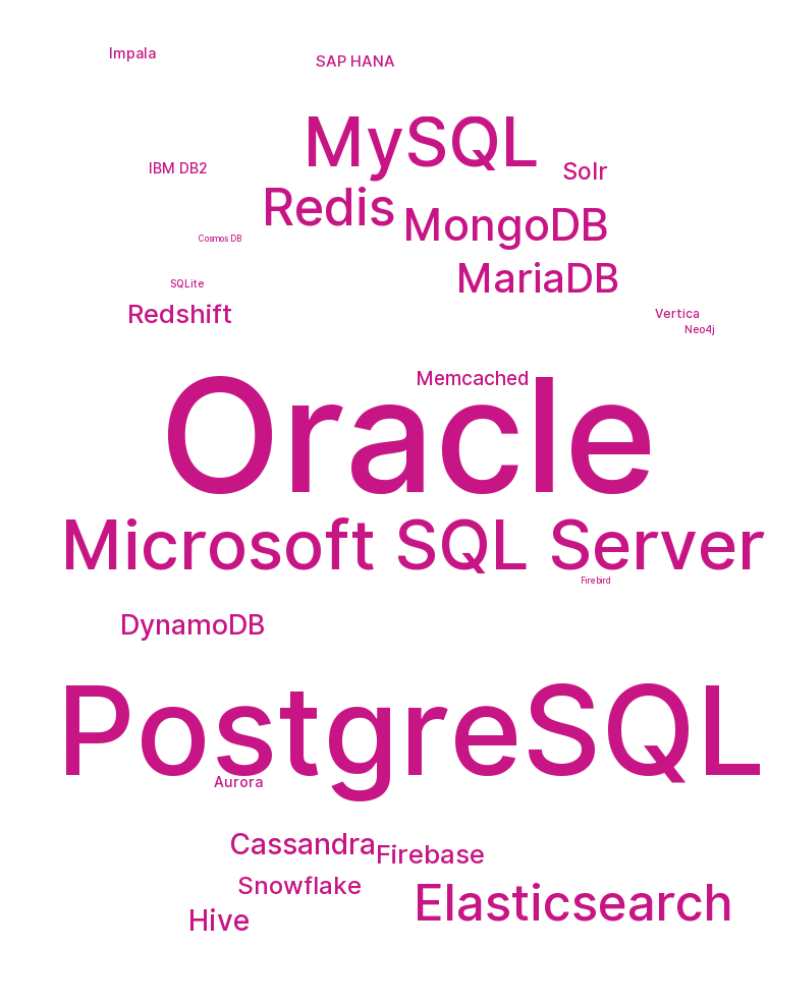 Impala
SAP HANA
MySQL
IBM DB2
Solr
Redis
MongoDB
Cosmos DB
MariaDB
SQLite
Redshift
Vertica
Neo4j
Memcached
Oracle
Microsoft SQL Server
Firebird
DynamoDB
PostgreSQL
Aurora
Cassandra
Firebase
Snowflake
Elasticsearch
Hive